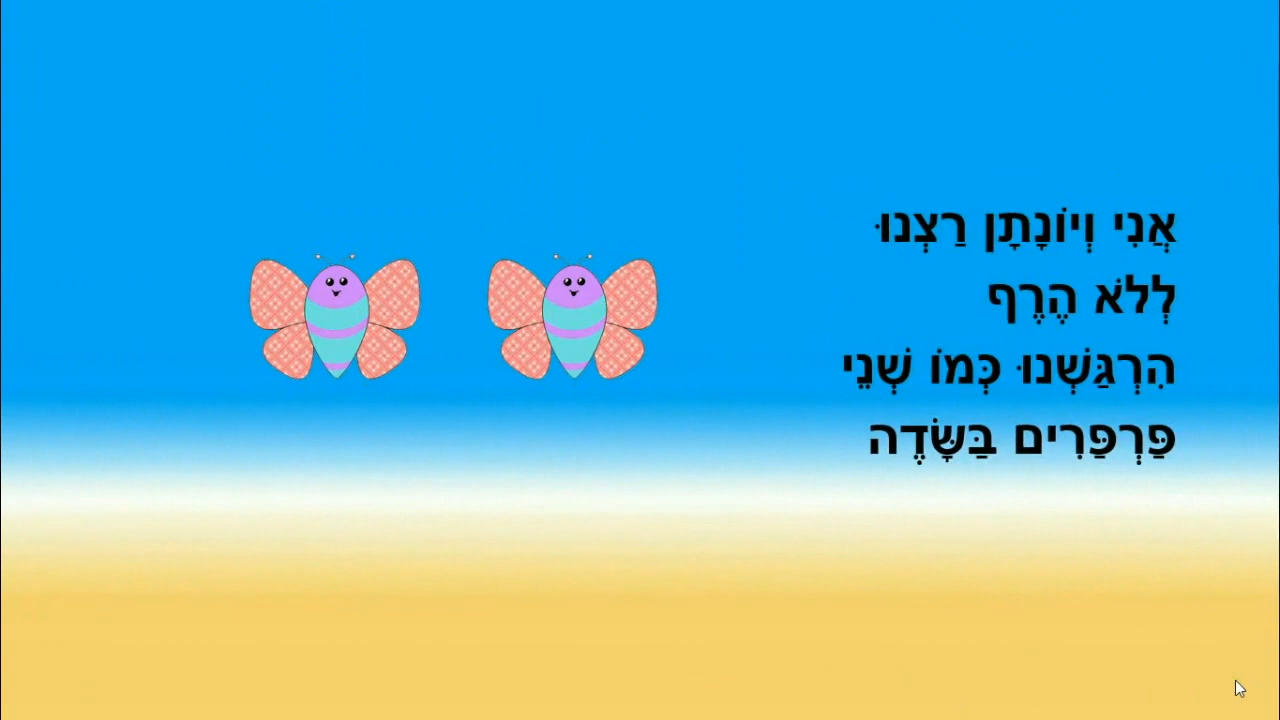 אֲנִי וְיוֹנָתָן רַצְנוּ
לְלֹא הֶרֶף
הִרְגַּשְׁנוּ כְּמוֹ שְׁנֵי
פַּרְפַּרִים בַּשָּׂדֶה